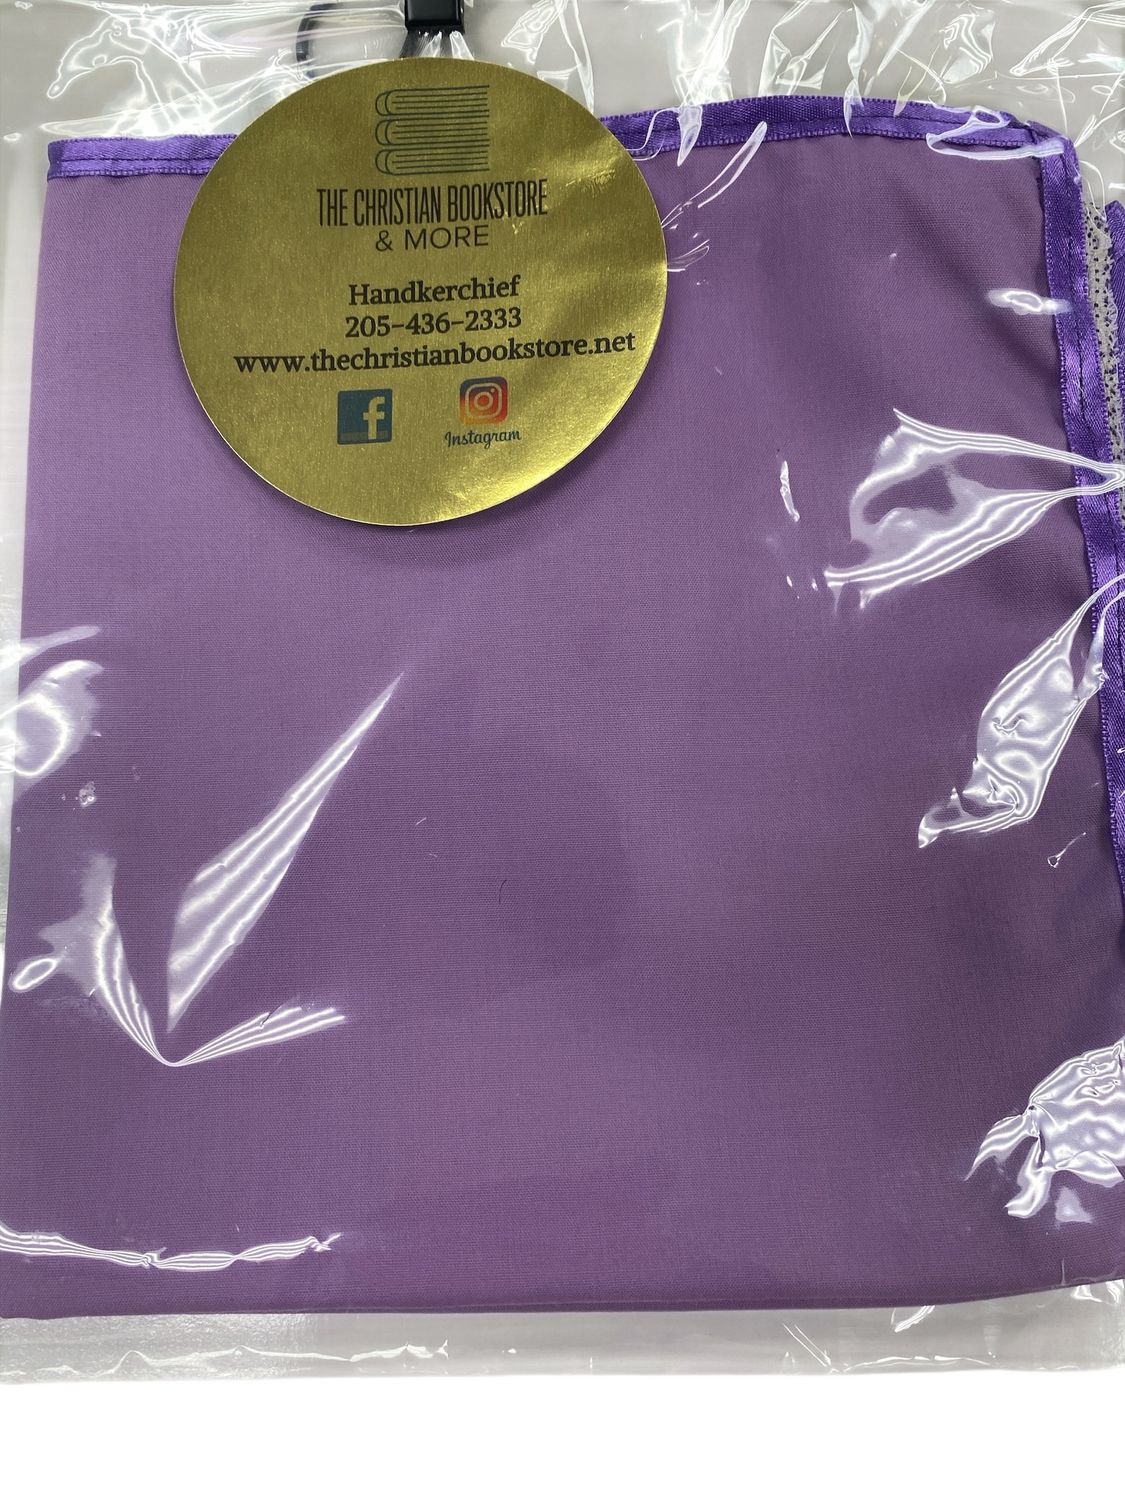 THE CHRISTIAN BOOKSTORE
& MORE
Handkerchief
205-436-2333
www.thechristianbookstore.net
f
Instagram